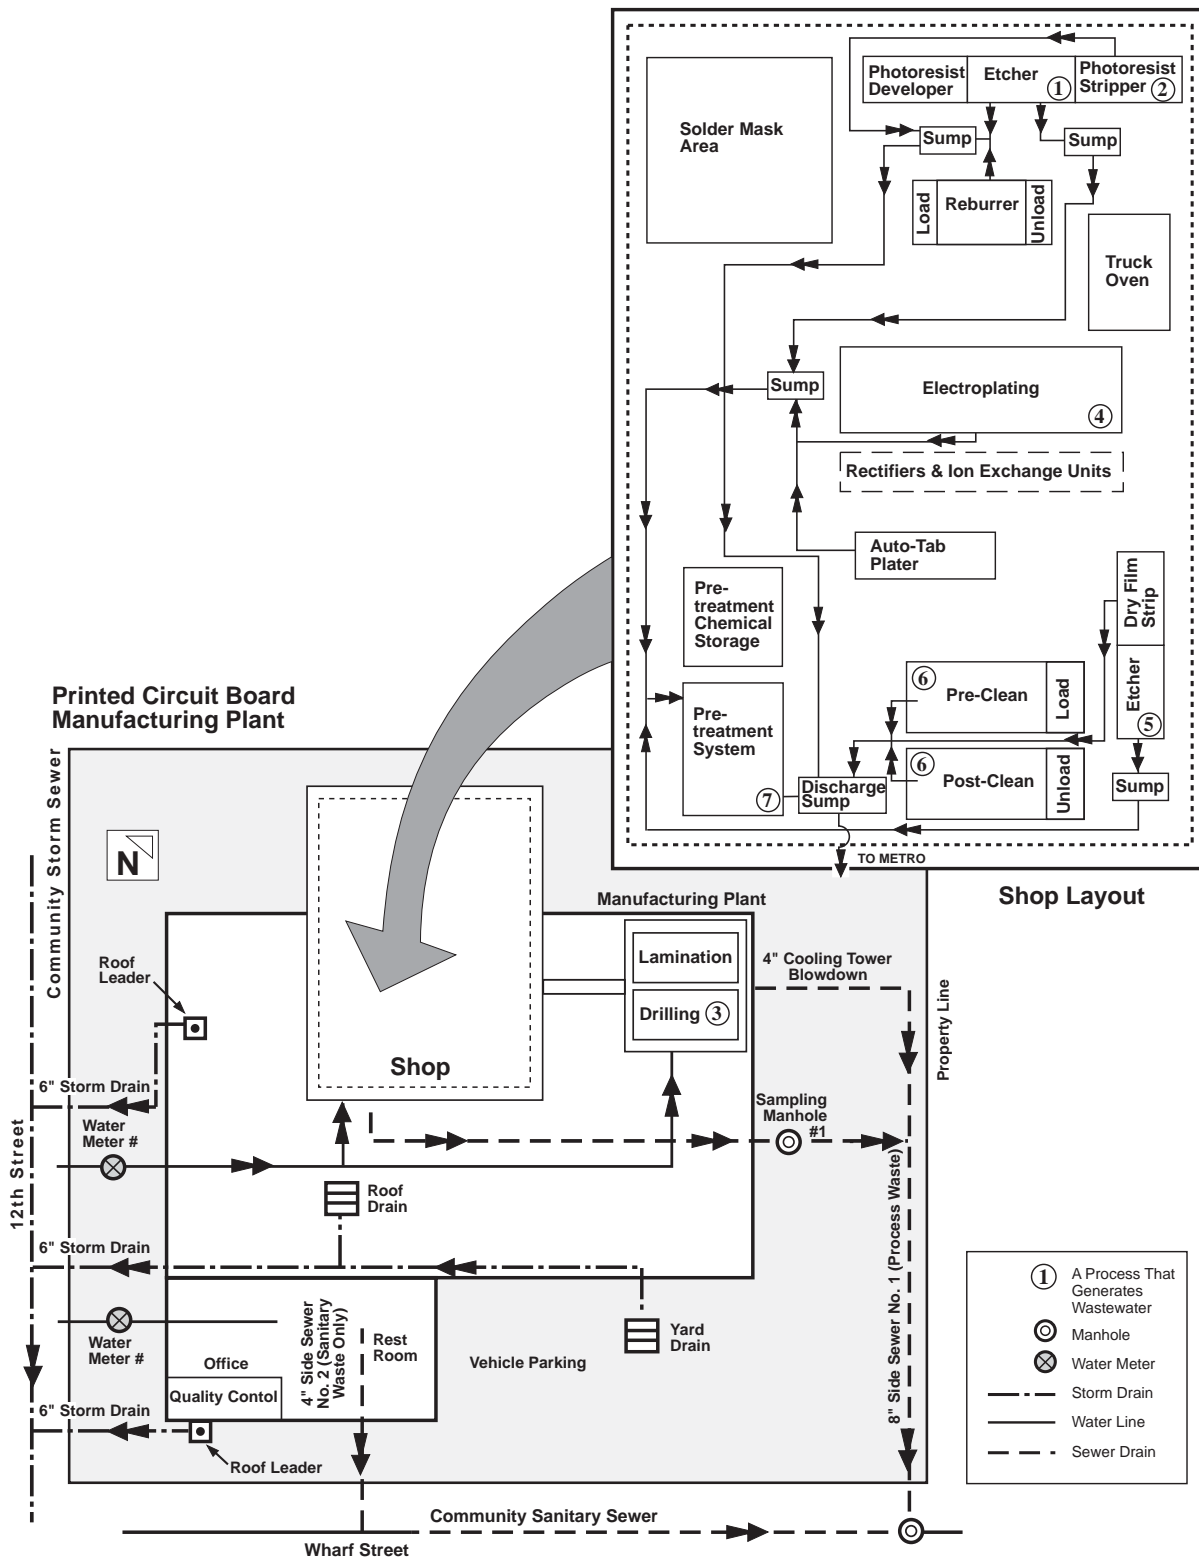 Photoresist
Developer
Etcher
1
Photoresist
Stripper 2
Solder Mask
Area
Sump
Sump
Load
Reburrer
Unload
Truck
Oven
Sump
Electroplating
4
Rectifiers & Ion Exchange Units
Auto-Tab
Plater
Pre-
treatment
Chemical
Storage
Dry Film
Strip
Etcher
5
6
Pre-Clean
Load
Pre-
treatment
System
7
Discharge
Sump
6
Post-Clean
Unload
Sump
TO METRO
Shop Layout
Printed Circuit Board
Manufacturing Plant
Community Storm Sewer
N
Manufacturing Plant
Lamination
Drilling 3
4" Cooling Tower
Blowdown
Property Line
Roof
Leader
Shop
6" Storm Drain
Water
Meter #
Sampling
Manhole
#1
12th Street
Roof
Drain
8" Side Sewer No. 1 (Process Waste)
6" Storm Drain
Water
Meter #
Office
Quality Contol
4" Side Sewer
No. 2 (Sanitary
Waste Only)
Rest
Room
Vehicle Parking
Yard
Drain
6" Storm Drain
Roof Leader
Community Sanitary Sewer
Wharf Street
1
A Process That
Generates
Wastewater
Manhole
Water Meter
Storm Drain
Water Line
Sewer Drain